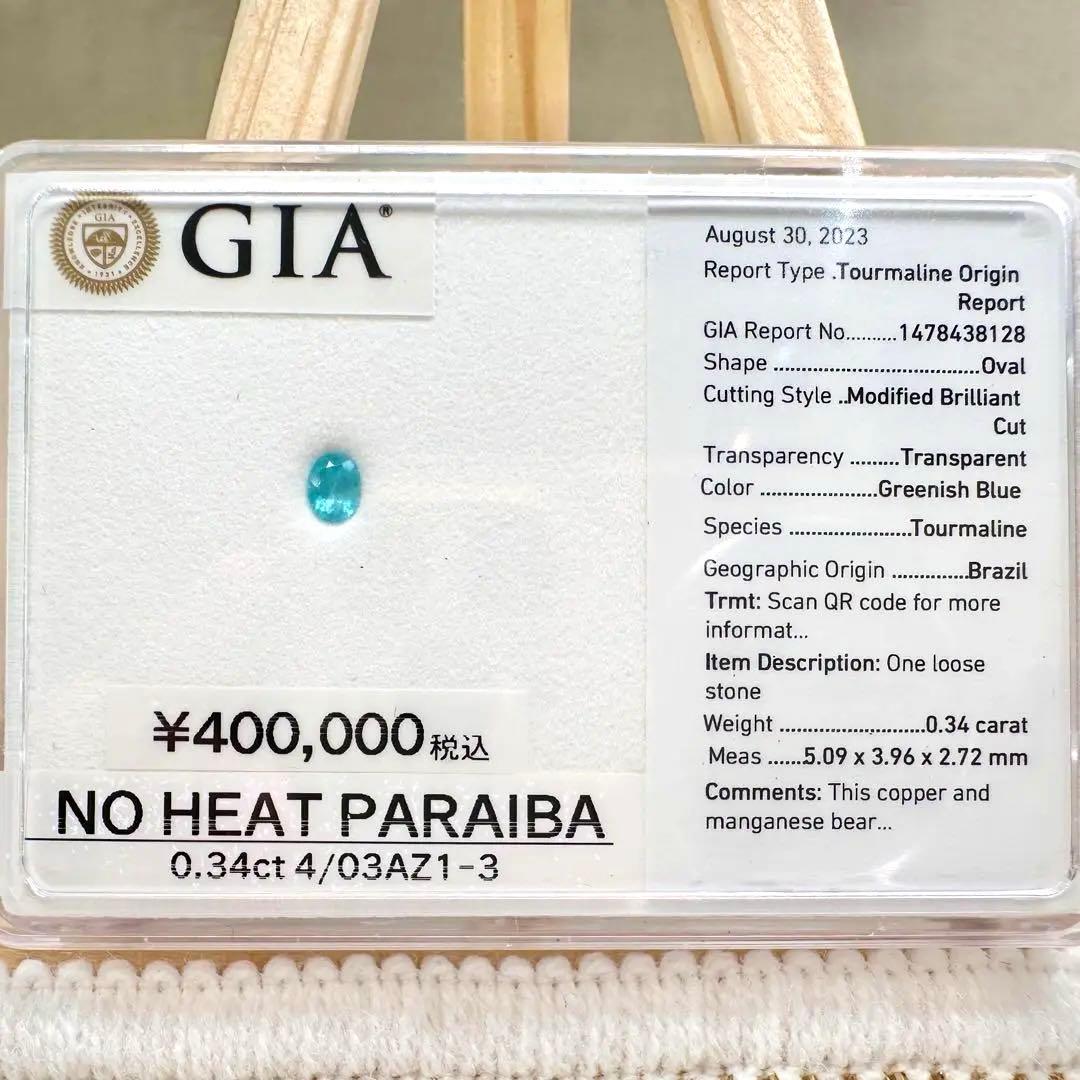 GIA®
GIA
1931
¥400,000税込
NO HEAT PARAIBA
0.34ct 4/03AZ1-3
August 30, 2023
Report Type .Tourmaline Origin
Report
GIA Report No..........1478438128
Shape ....................................Oval
Cutting Style ..Modified Brilliant
Cut
Transparency .........Transparent
Color .....................Greenish Blue
Species ......................Tourmaline
Geographic Origin ..............Brazil
Trmt: Scan QR code for more
informat...
Item Description: One loose
stone
Weight ..........................0.34 carat
Meas ......5.09 x 3.96 x 2.72 mm
Comments: This copper and
manganese bear...